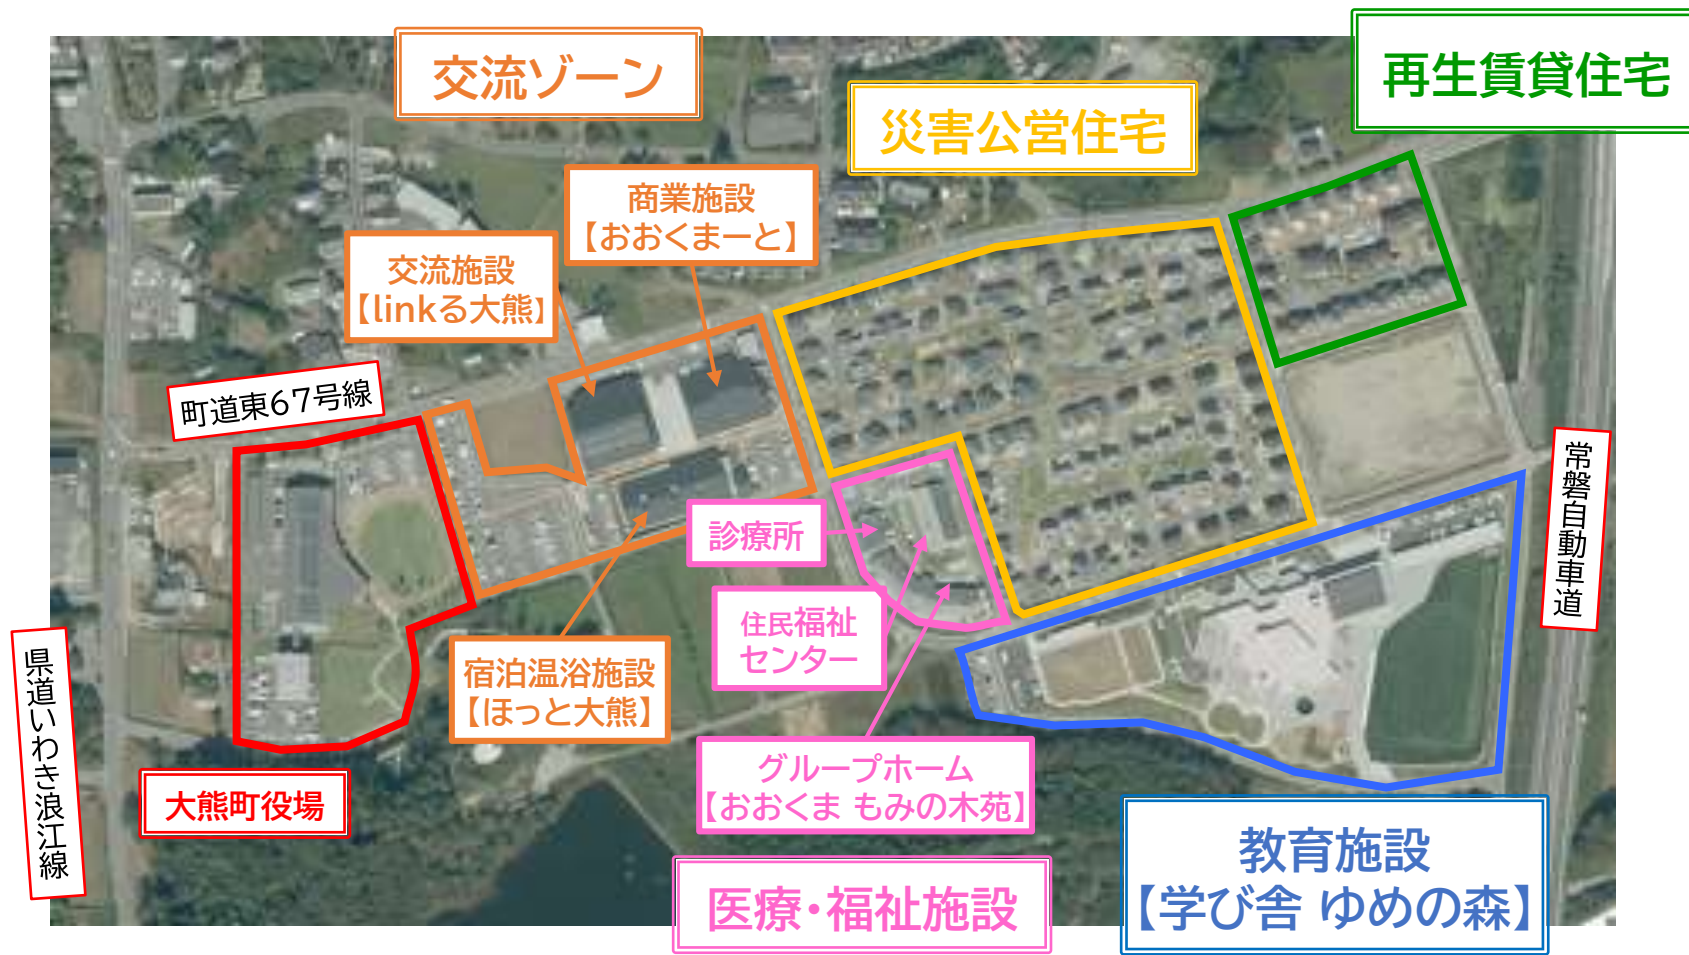 再生賃貸住宅
交流ゾーン
災害公営住宅
商業施設
【おおくまーと】
交流施設
【linkる大熊】
町道東67号線
常磐自動車道
診療所
住民福祉
センター
県道いわき浪江線
宿泊温浴施設
【ほっと大熊】
グループホーム
【おおくま もみの木苑】
大熊町役場
教育施設
【学び舎 ゆめの森】
医療・福祉施設